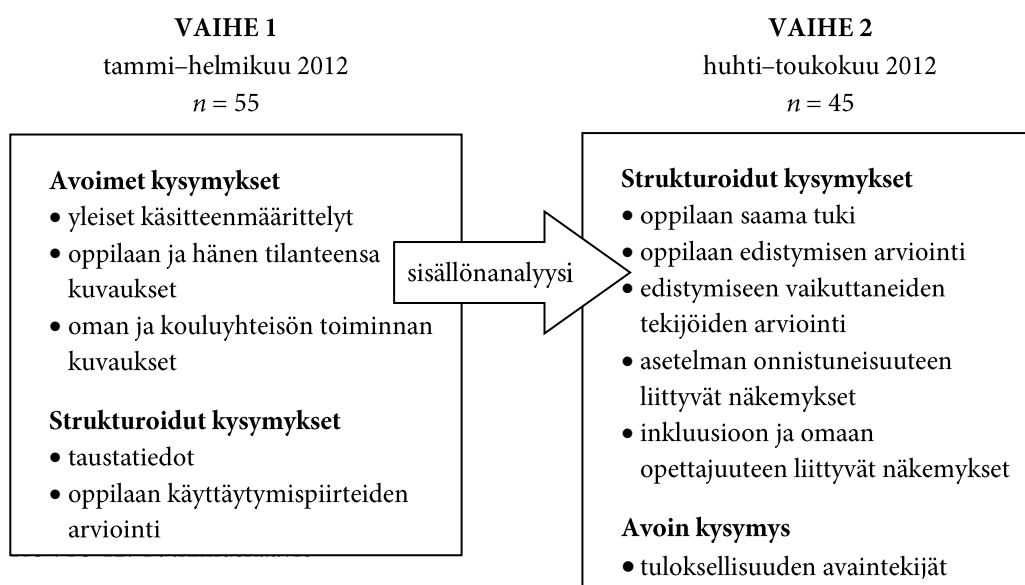 VAIHE 1
tammi–helmikuu 2012
n = 55
Avoimet kysymykset
• yleiset käsitteenmäärittelyt
• oppilaan ja hänen tilanteensa
kuvaukset
• oman ja kouluyhteisön toiminnan
kuvaukset
Strukturoidut kysymykset
• taustatiedot
• oppilaan käyttäytymispiirteiden
arviointi
sisällönanalyysi
VAIHE 2
huhti–toukokuu 2012
n = 45
Strukturoidut kysymykset
• oppilaan saama tuki
• oppilaan edistymisen arviointi
• edistymiseen vaikuttaneiden
tekijöiden arviointi
• asetelman onnistuneisuuteen
liittyvät näkemykset
• inkluusioon ja omaan
opettajuuteen liittyvät näkemykset
Avoin kysymys
• tuloksellisuuden avaintekijät